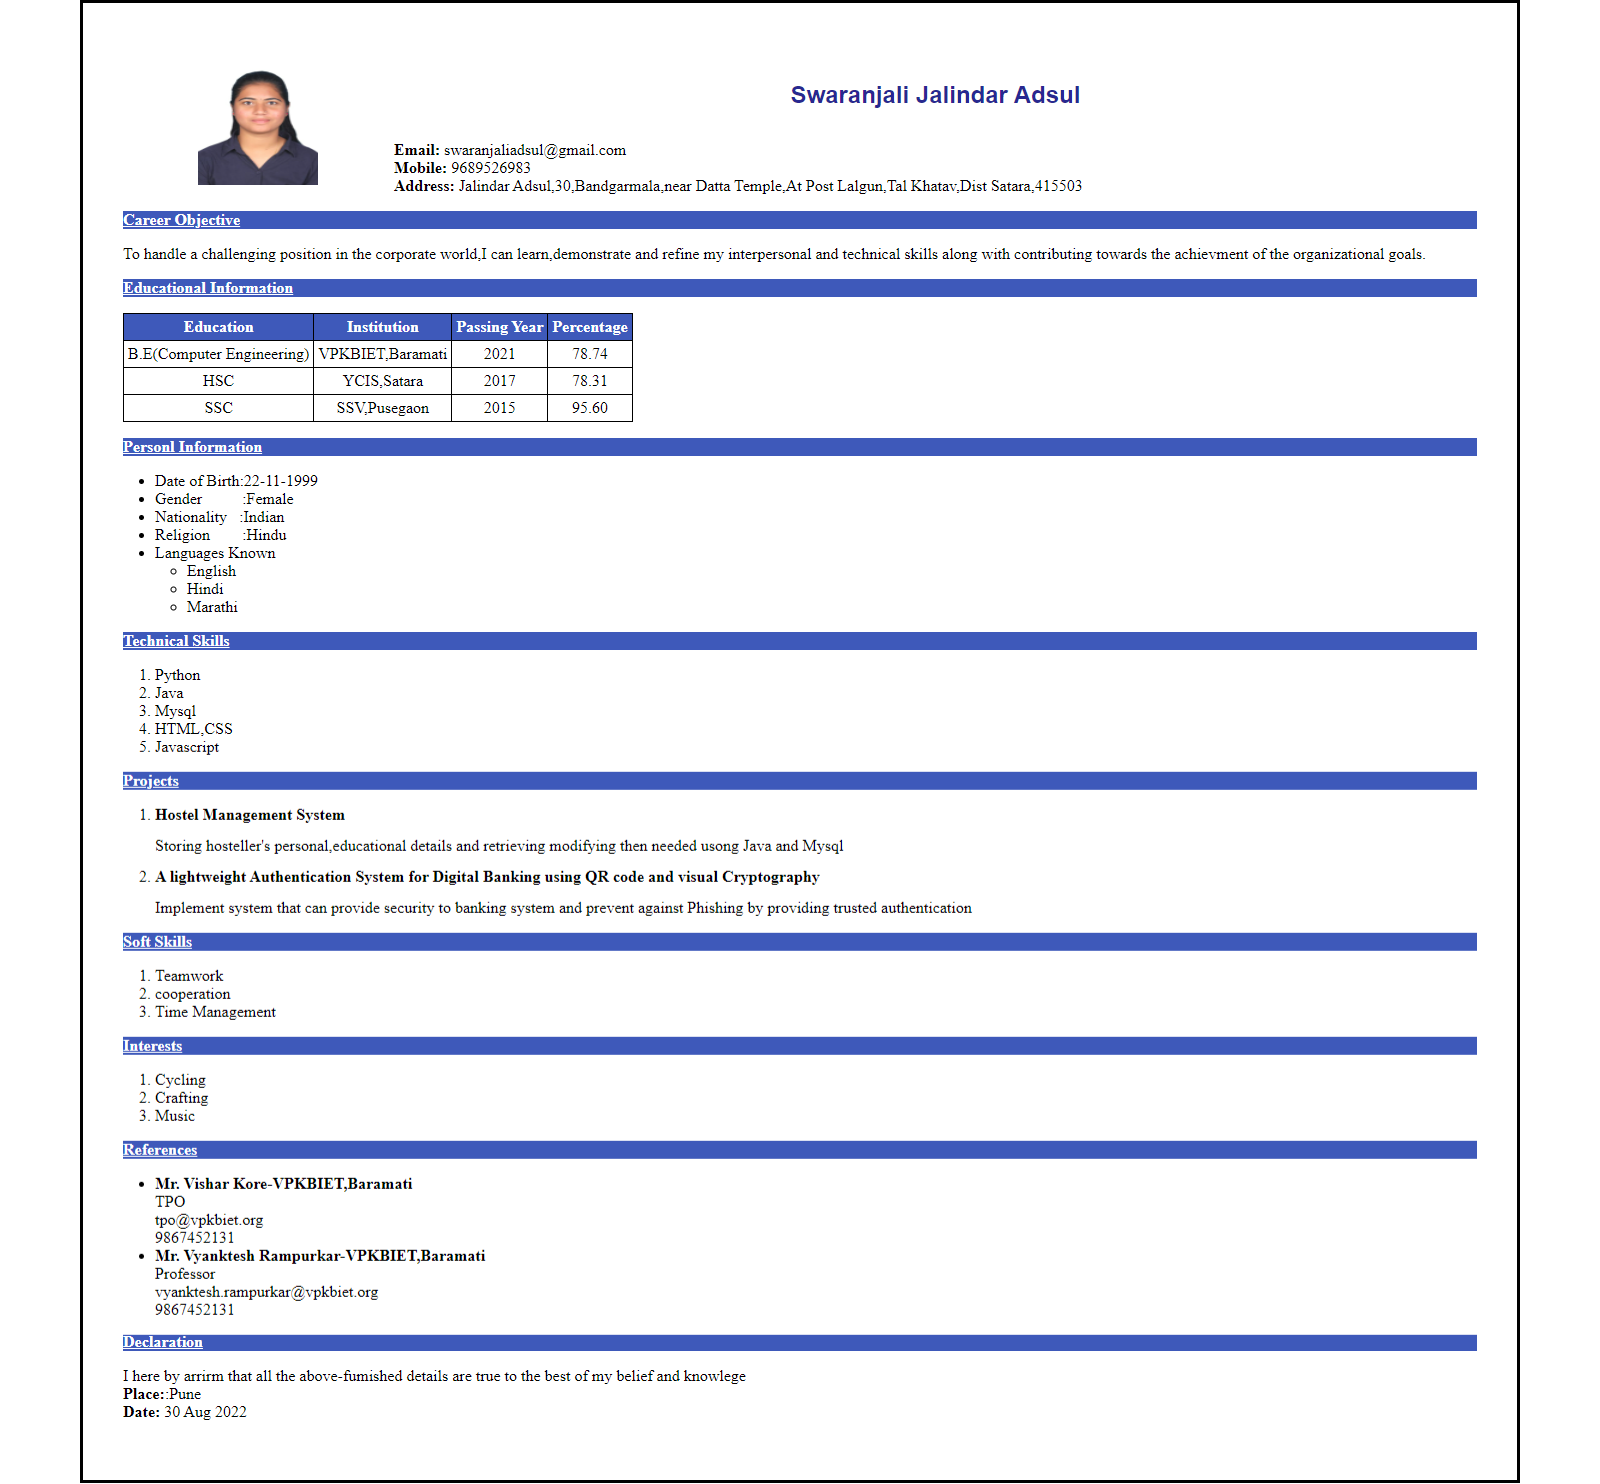 Swaranjali Jalindar Adsul
Email: swaranjaliadsul@gmail.com
Mobile: 9689526983
Address: Jalindar Adsul,30,Bandgarmala,near Datta Temple,At Post Lalgun,Tal Khatav,Dist Satara,415503
Career Objective
To handle a challenging position in the corporate world,I can learn,demonstrate and refine my interpersonal and technical skills along with contributing towards the achievment of the organizational goals.
Educational Information
Education Institution Passing Year Percentage
B.E(Computer Engineering) VPKBIET,Baramati 2021 78.74
HSC YCIS,Satara 2017 78.31
SSC SSV,Pusegaon 2015 95.60
Personl Information
• Date of Birth:22-11-1999
• Gender :Female
• Nationality :Indian
• Religion :Hindu
• Languages Known
◦ English
◦ Hindi
◦ Marathi
Technical Skills
1. Python
2. Java
3. Mysql
4. HTML,CSS
5. Javascript
Projects
1. Hostel Management System
Storing hosteller's personal,educational details and retrieving modifying then needed usong Java and Mysql
2. A lightweight Authentication System for Digital Banking using QR code and visual Cryptography
Implement system that can provide security to banking system and prevent against Phishing by providing trusted authentication
Soft Skills
1. Teamwork
2. cooperation
3. Time Management
Interests
1. Cycling
2. Crafting
3. Music
References
• Mr. Vishar Kore-VPKBIET,Baramati
TPO
tpo@vpkbiet.org
9867452131
• Mr. Vyanktesh Rampurkar-VPKBIET,Baramati
Professor
vyanktesh.rampurkar@vpkbiet.org
9867452131
Declaration
I here by arrirm that all the above-fumished details are true to the best of my belief and knowlege
Place::Pune
Date: 30 Aug 2022